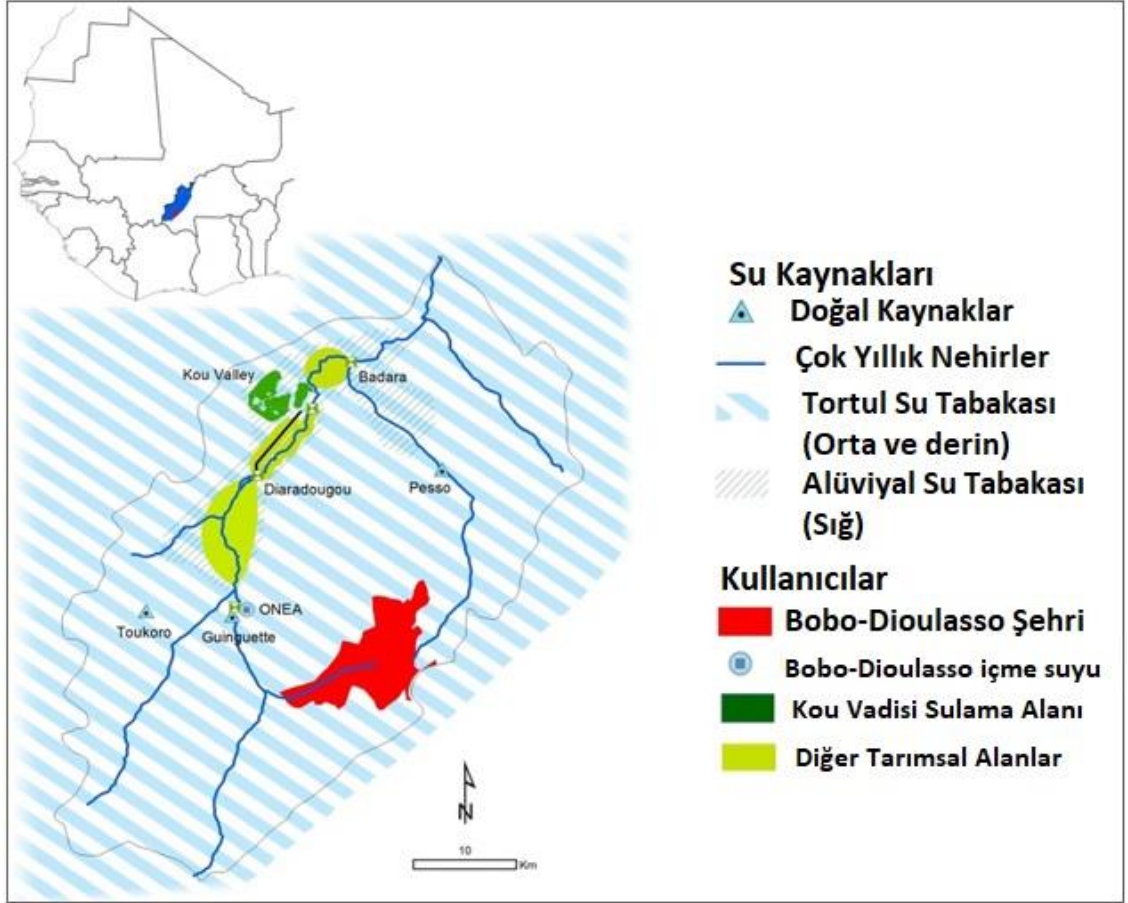 Su Kaynakları
Doğal Kaynaklar
Çok Yıllık Nehirler
Tortul Su Tabakası
(Orta ve derin)
Alüviyal Su Tabakası
(Sığ)
Kullanıcılar
Bobo-Dioulasso Şehri
Bobo-Dioulasso içme suyu
Kou Vadisi Sulama Alanı
Diğer Tarımsal Alanlar
Kou Valley
Badara
Pesso
Diaradougou
ONEA
Toukoro
Guinguette
N
10
Km